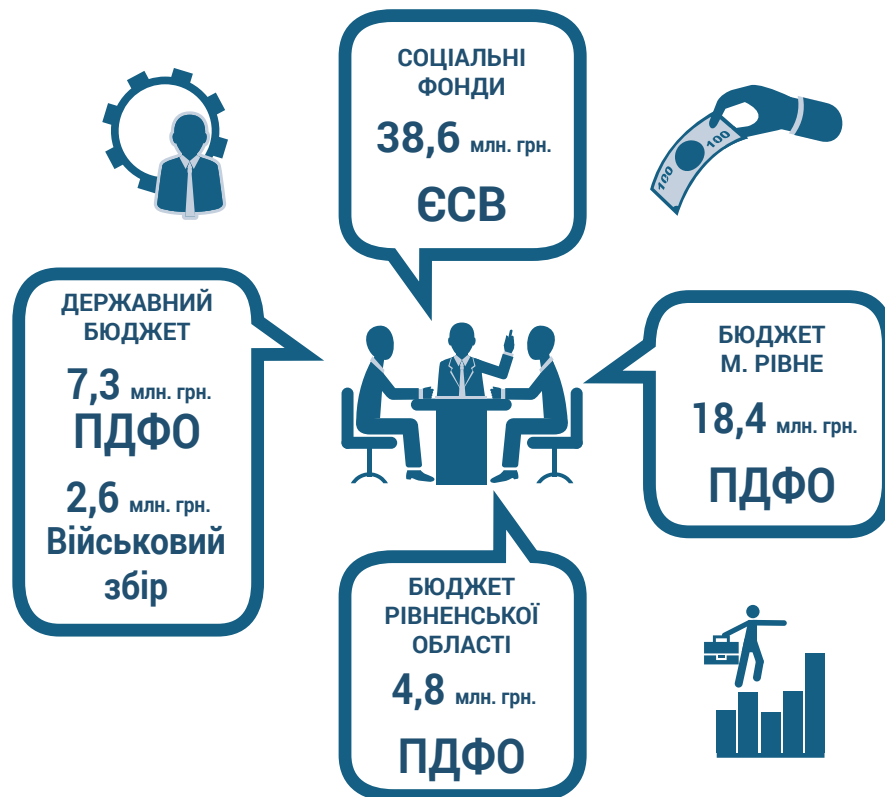 СОЦІАЛЬНІ
ФОНДИ
38,6 млн. грн.
ЄСВ
100
100
ДЕРЖАВНИЙ
БЮДЖЕТ
7,3 млн. грн.
ПДФО
2,6 млн. грн.
Військовий
збір
БЮДЖЕТ
М. РІВНЕ
18,4 млн. грн.
ПДФО
БЮДЖЕТ
РІВНЕНСЬКОЇ
ОБЛАСТІ
4,8 млн. грн.
ПДФО